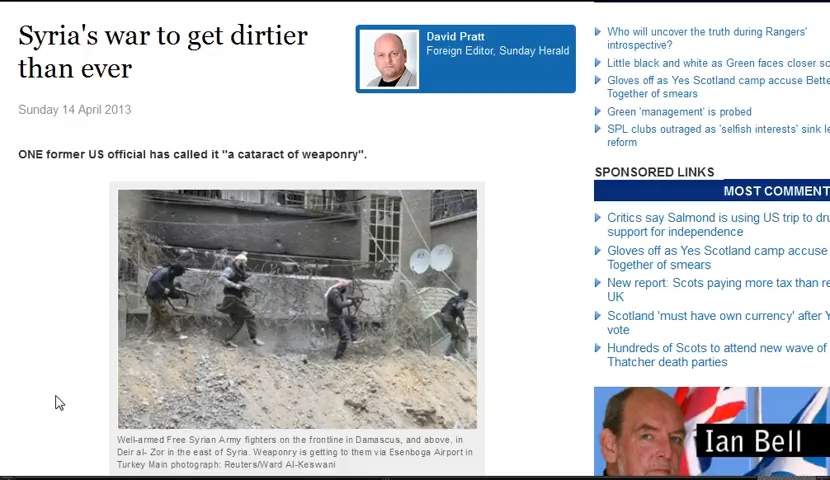 Syria's war to get dirtier
than ever
David Pratt
Foreign Editor, Sunday Herald
Sunday 14 April 2013
ONE former US official has called it "a cataract of weaponry".
Well-armed Free Syrian Army fighters on the frontline in Damascus, and above, in
Deir al- Zor in the east of Syria. Weaponry is getting to them via Esenboga Airport in
Turkey Main photograph: Reuters/Ward Al-Keswani
Who will uncover the truth during Rangers'
introspective?
Little black and white as Green faces closer
Gloves off as Yes Scotland camp accuse
Together of smears
Green 'management' is probed
SPL clubs outraged as 'selfish interests' sink
reform
SPONSORED LINKS
MOST COMMENT
Critics say Salmond is using US trip to
support for independence
Gloves off as Yes Scotland camp accuse
Together of smears
New report: Scots paying more tax than
UK
Scotland 'must have own currency' after
vote
Hundreds of Scots to attend new wave of
Thatcher death parties
Ian Bell